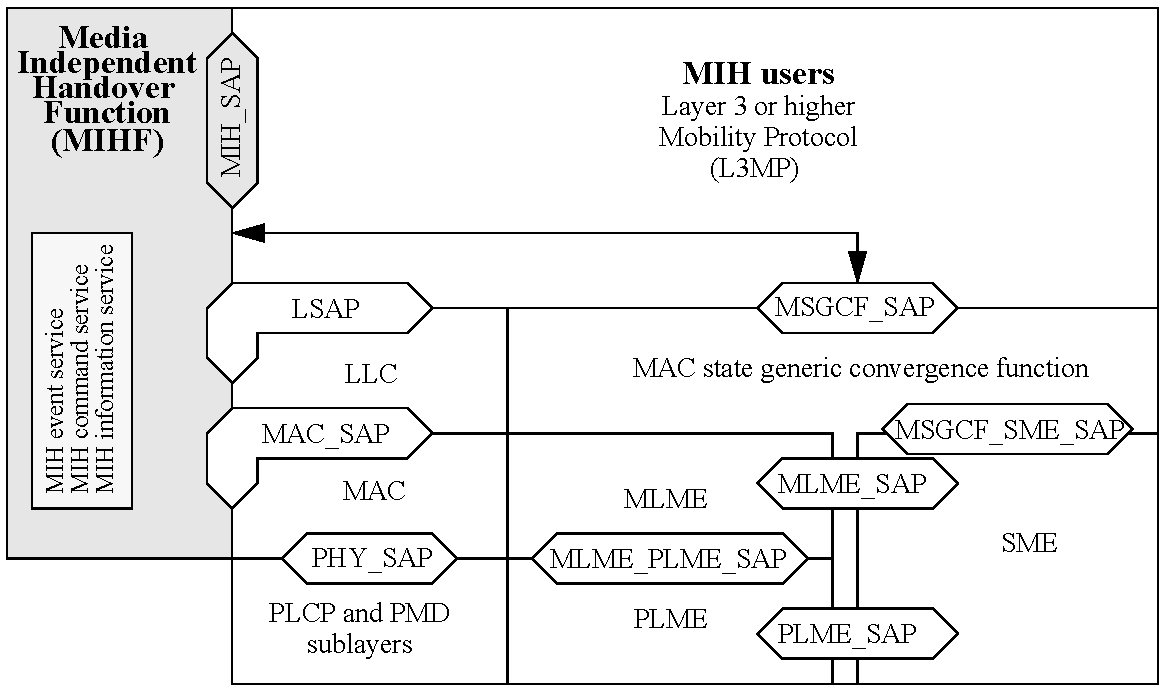 Media
Independent
Handover
Function
(MIHF)
MIH_SAP
MIH users
Layer 3 or higher
Mobility Protocol
(L3MP)
MIH event service
MIH command service
MIH information service
LSAP
MSGCF_SAP
LLC
MAC state generic convergence function
MAC_SAP
MSGCF_SME_SAP
MLME_SAP
MAC
MLME
SME
PHY_SAP
MLME_PLME_SAP
PLCP and PMD
sublayers
PLME
PLME_SAP